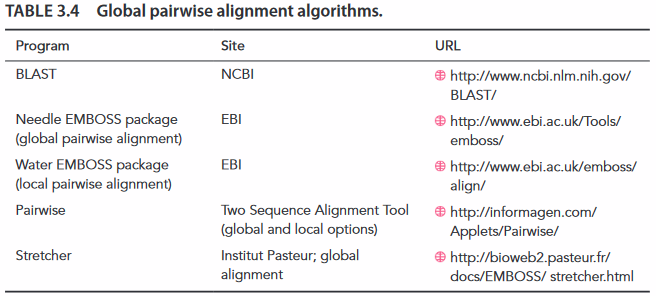 TABLE 3.4 Global pairwise alignment algorithms.
Program Site URL
BLAST NCBI http://www.ncbi.nlm.nih.gov/
BLAST/
Needle EMBOSS package EBI http://www.ebi.ac.uk/Tools/
(global pairwise alignment) emboss/
Water EMBOSS package EBI http://www.ebi.ac.uk/emboss/
(local pairwise alignment) align/
Pairwise Two Sequence Alignment Tool http://informagen.com/
(global and local options) Applets/Pairwise/
Stretcher Institut Pasteur; global http://bioweb2.pasteur.fr/
alignment docs/EMBOSS/ stretcher.html